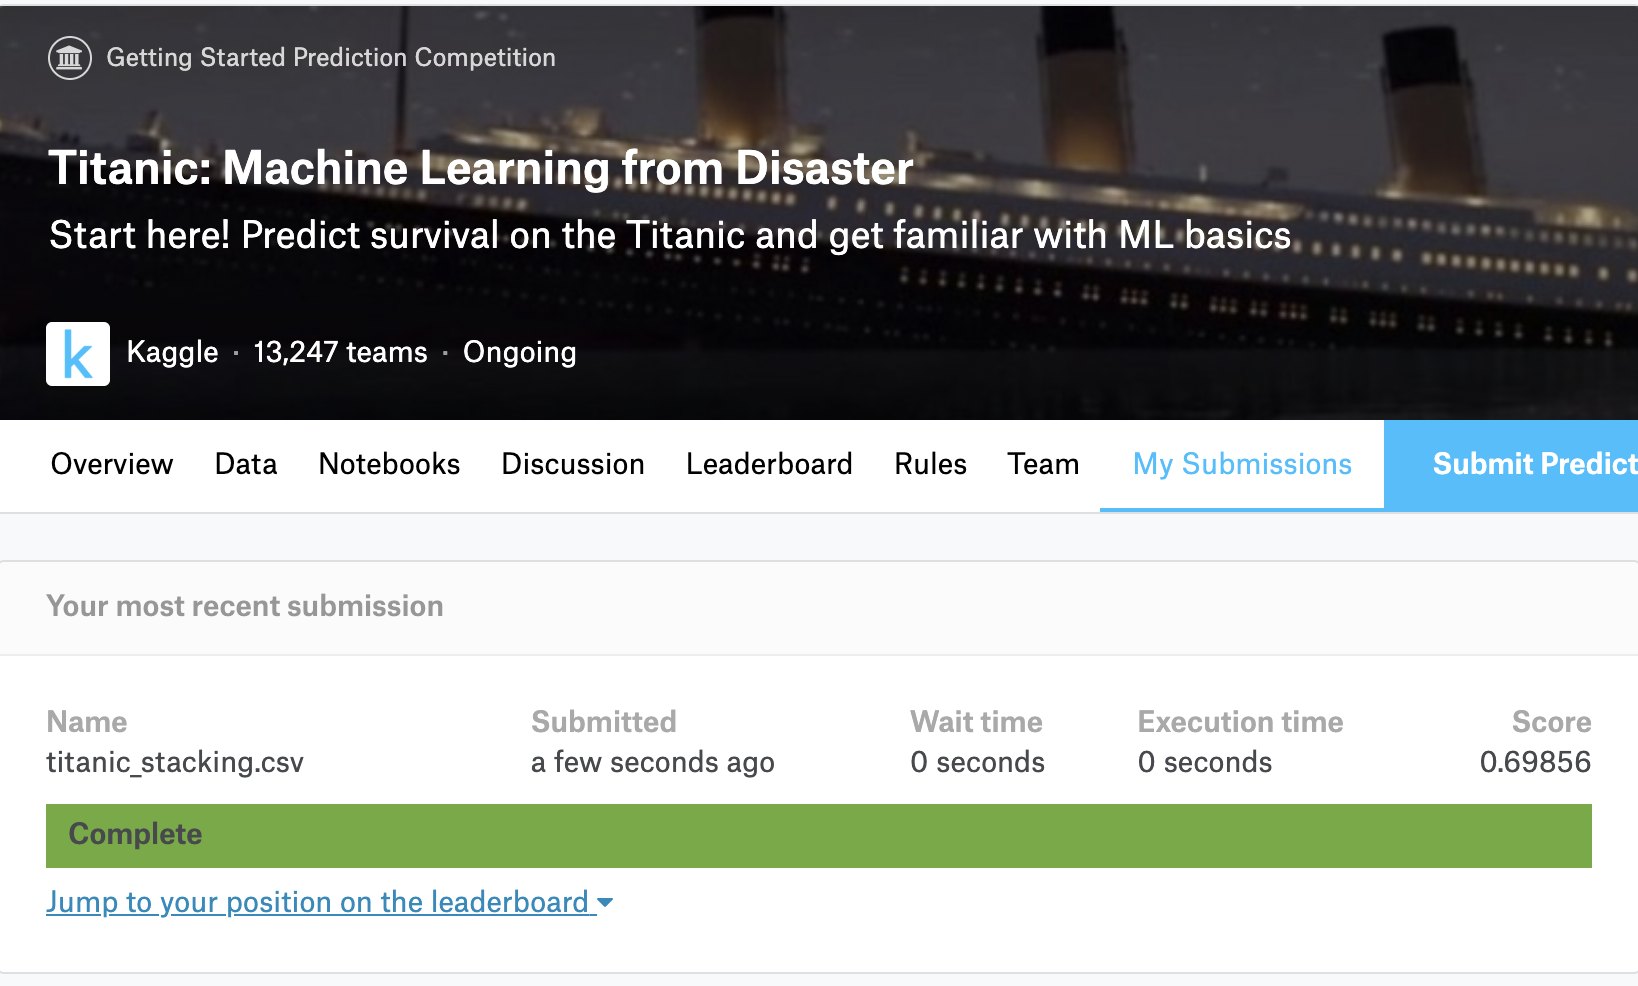 Getting Started Prediction Competition
Titanic: Machine Learning from Disaster
Start here! Predict survival on the Titanic and get familiar with ML basics
k
Kaggle · 13,247 teams · Ongoing
Overview Data Notebooks Discussion Leaderboard Rules Team My Submissions Submit Predict
Your most recent submission
Name Submitted Wait time Execution time Score
titanic_stacking.csv a few seconds ago 0 seconds 0 seconds 0.69856
Complete
Jump to your position on the leaderboard